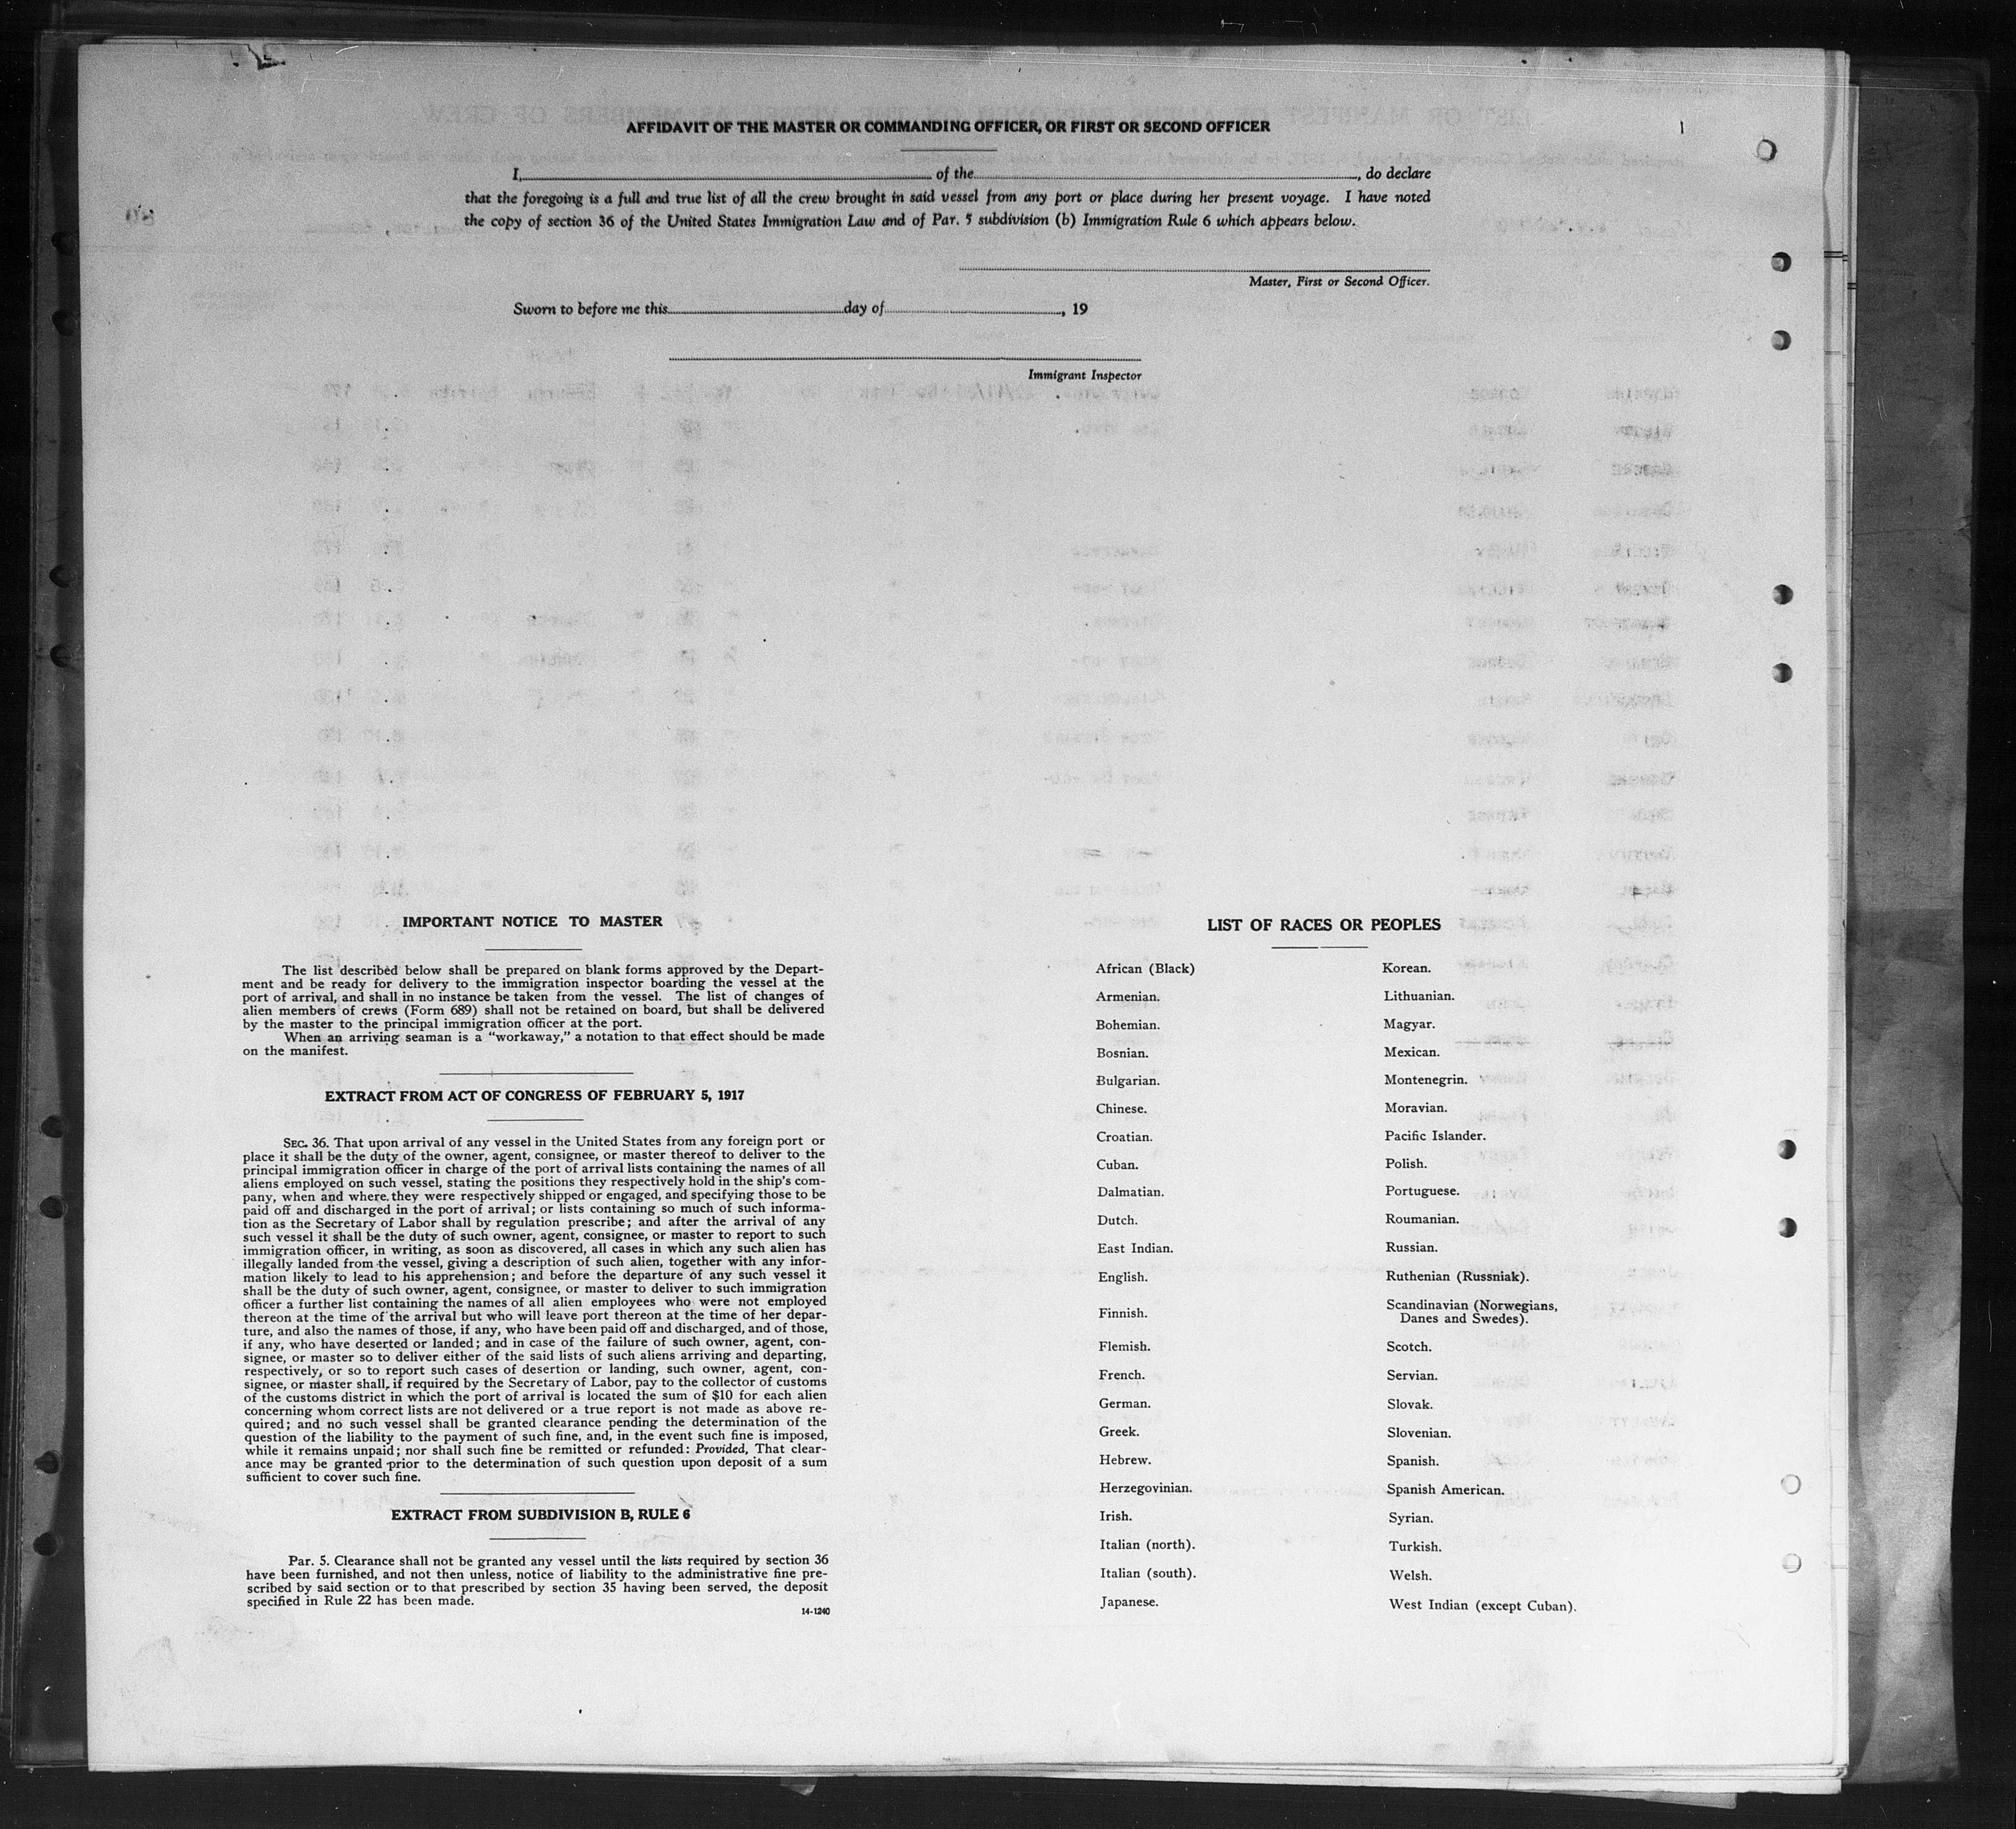 AFFIDAVIT OF THE MASTER OR COMMANDING OFFICER, OR FIRST OR SECOND OFFICER
I, of the , do declare
that the foregoing is a full and true list of all the crew brought in said vessel from any port or place during her present voyage. I have noted
the copy of section 36 of the United States Immigration Law and of Par. 5 subdivision (b) Immigration Rule 6 which appears below.
Master, First or Second Officer.
Sworn to before me this day of , 19
Immigrant Inspector
IMPORTANT NOTICE TO MASTER
The list described below shall be prepared on blank forms approved by the Depart-
ment and be ready for delivery to the immigration inspector boarding the vessel at the
port of arrival, and shall in no instance be taken from the vessel. The list of changes of
alien members of crews (Form 689) shall not be retained on board, but shall be delivered
by the master to the principal immigration officer at the port.
When an arriving seaman is a “workaway,” a notation to that effect should be made
on the manifest.
EXTRACT FROM ACT OF CONGRESS OF FEBRUARY 5, 1917
SEC. 36. That upon arrival of any vessel in the United States from any foreign port or
place it shall be the duty of the owner, agent, consignee, or master thereof to deliver to the
principal immigration officer in charge of the port of arrival lists containing the names of all
aliens employed on such vessel, stating the positions they respectively hold in the ship's com-
pany, when and where they were respectively shipped or engaged, and specifying those to be
paid off and discharged in the port of arrival; or lists containing so much of such informa-
tion as the Secretary of Labor shall by regulation prescribe; and after the arrival of any
such vessel it shall be the duty of such owner, agent, consignee, or master to report to such
immigration officer, in writing, as soon as discovered, all cases in which any such alien has
illegally landed from the vessel, giving a description of such alien, together with any infor-
mation likely to lead to his apprehension; and before the departure of any such vessel it
shall be the duty of such owner, agent, consignee, or master to deliver to such immigration
officer a further list containing the names of all alien employees who were not employed
thereon at the time of the arrival but who will leave port thereon at the time of her depar-
ture, and also the names of those, if any, who have been paid off and discharged, and of those,
if any, who have deserted or landed; and in case of the failure of such owner, agent, con-
signee, or master so to deliver either of the said lists of such aliens arriving and departing,
respectively, or so to report such cases of desertion or landing, such owner, agent, con-
signee, or master shall, if required by the Secretary of Labor, pay to the collector of customs
of the customs district in which the port of arrival is located the sum of $10 for each alien
concerning whom correct lists are not delivered or a true report is not made as above re-
quired; and no such vessel shall be granted clearance pending the determination of the
question of the liability to the payment of such fine, and, in the event such fine is imposed,
while it remains unpaid; nor shall such fine be remitted or refunded: Provided, That clear-
ance may be granted prior to the determination of such question upon deposit of a sum
sufficient to cover such fine.
EXTRACT FROM SUBDIVISION B, RULE 6
Par. 5. Clearance shall not be granted any vessel until the lists required by section 36
have been furnished, and not then unless, notice of liability to the administrative fine pre-
scribed by said section or to that prescribed by section 35 having been served, the deposit
specified in Rule 22 has been made.
14-1240
LIST OF RACES OR PEOPLES
African (Black)
Armenian.
Bohemian.
Bosnian.
Bulgarian.
Chinese.
Croatian.
Cuban.
Dalmatian.
Dutch.
East Indian.
English.
Finnish.
Flemish.
French.
German.
Greek.
Hebrew.
Herzegovinian.
Irish.
Italian (north).
Italian (south).
Japanese.
Korean.
Lithuanian.
Magyar.
Mexican.
Montenegrin.
Moravian.
Pacific Islander.
Polish.
Portuguese.
Roumanian.
Russian.
Ruthenian (Russniak).
Scandinavian (Norwegians,
Danes and Swedes).
Scotch.
Servian.
Slovak.
Slovenian.
Spanish.
Spanish American.
Syrian.
Turkish.
Welsh.
West Indian (except Cuban).